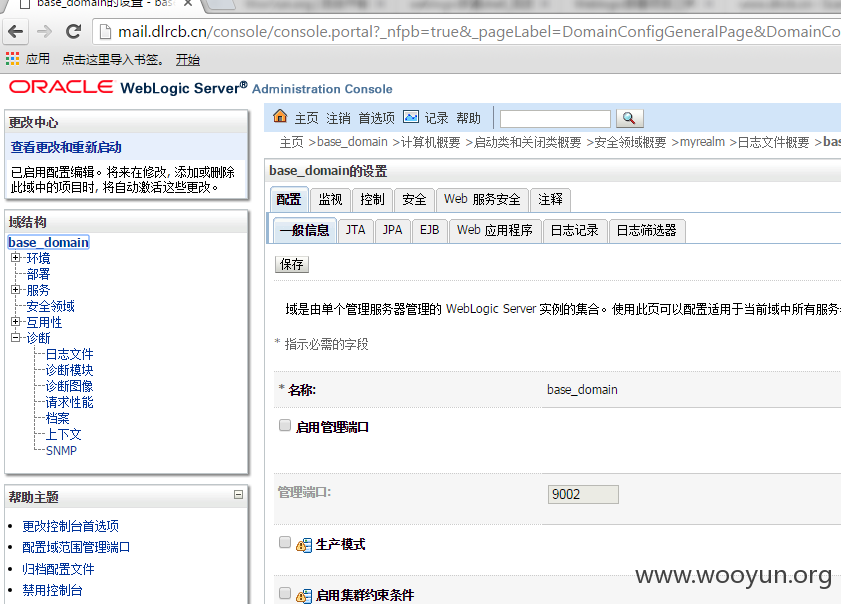 base_domain的设置 - bas
mail.dlrcb.cn/console/console.portal?_nfpb=true&_pageLabel=DomainConfigGeneralPage&DomainCo
应用 点击这里导入书签。 开始
ORACLE WebLogic Server® Administration Console
更改中心
查看更改和重新启动
已启用配置编辑。将来在修改, 添加或删除
此域中的项目时, 将自动激活这些更改。
域结构
base_domain
环境
部署
服务
安全领域
互用性
诊断
日志文件
诊断模块
诊断图像
请求性能
档案
上下文
SNMP
帮助主题
更改控制台首选项
配置域范围管理端口
归档配置文件
禁用控制台
主页 注销 首选项 记录 帮助
主页 >base_domain >计算机概要 >启动类和关闭类概要 >安全领域概要 >myrealm >日志文件概要 >bas
base_domain的设置
配置 监视 控制 安全 Web 服务安全 注释
一般信息 JTA JPA EJB Web 应用程序 日志记录 日志筛选器
保存
域是由单个管理服务器管理的 WebLogic Server 实例的集合。使用此页可以配置适用于当前域中所有服务
* 指示必需的字段
* 名称: base_domain
启用管理端口
管理端口: 9002
生产模式
启用集群约束条件
www.wooyun.org